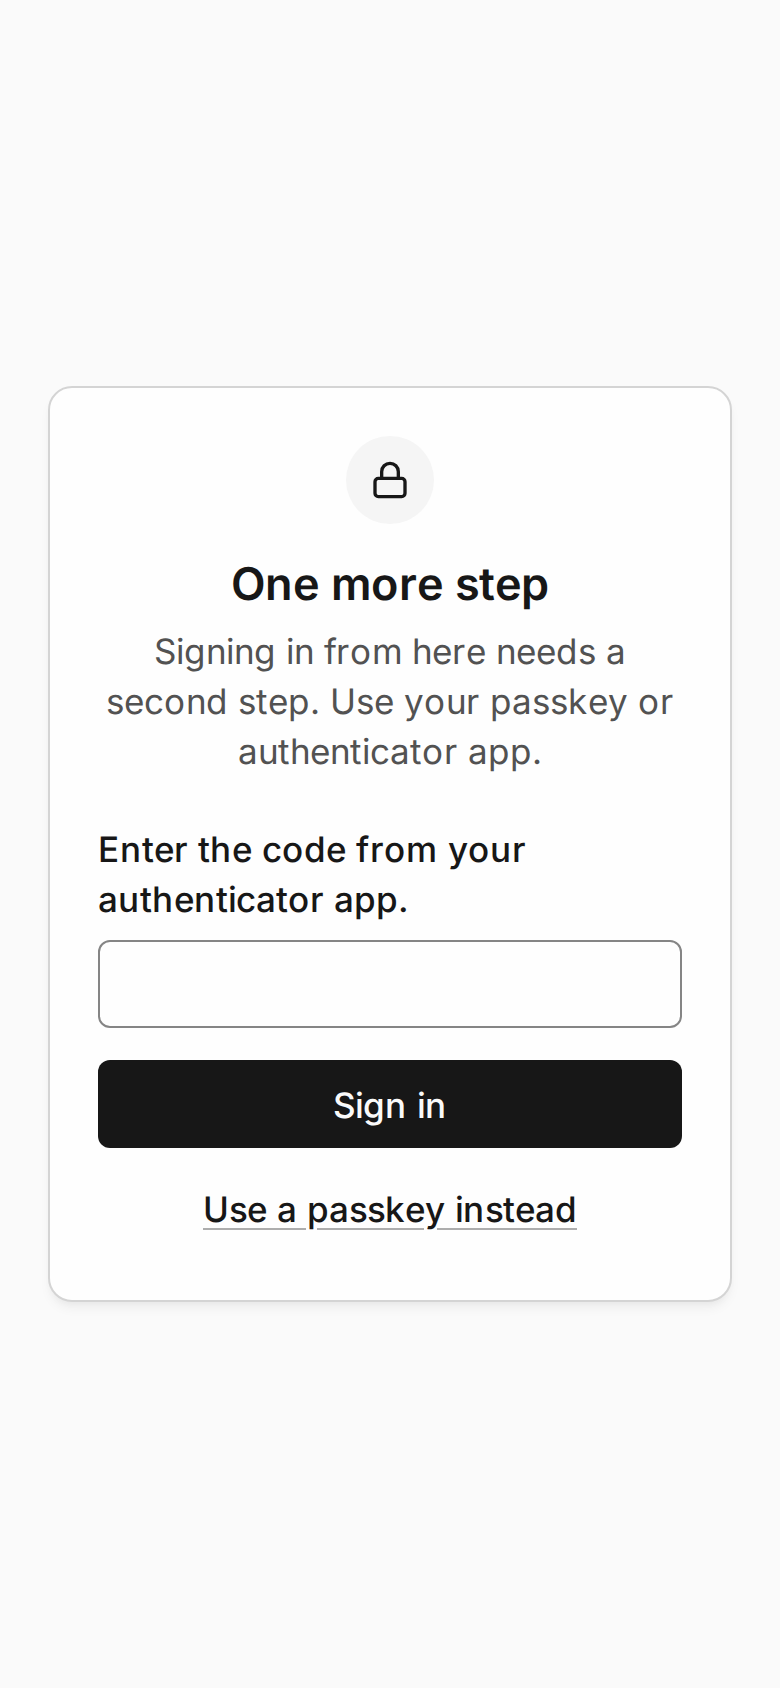 One more step
Signing in from here needs a
second step. Use your passkey or
authenticator app.
Enter the code from your
authenticator app.
Sign in
Use a passkey instead